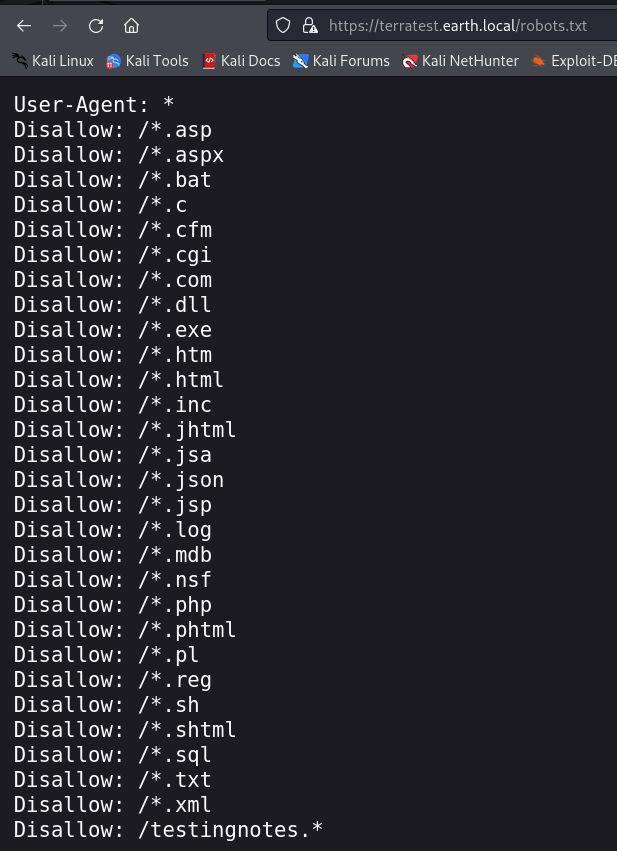 https://terratest.earth.local/robots.txt
Kali Linux Kali Tools Kali Docs Kali Forums Kali NetHunter Exploit-DB
User-Agent: *
Disallow: /*.asp
Disallow: /*.aspx
Disallow: /*.bat
Disallow: /*.c
Disallow: /*.cfm
Disallow: /*.cgi
Disallow: /*.com
Disallow: /*.dll
Disallow: /*.exe
Disallow: /*.htm
Disallow: /*.html
Disallow: /*.inc
Disallow: /*.jhtml
Disallow: /*.jsa
Disallow: /*.json
Disallow: /*.jsp
Disallow: /*.log
Disallow: /*.mdb
Disallow: /*.nsf
Disallow: /*.php
Disallow: /*.phtml
Disallow: /*.pl
Disallow: /*.reg
Disallow: /*.sh
Disallow: /*.shtml
Disallow: /*.sql
Disallow: /*.txt
Disallow: /*.xml
Disallow: /testingnotes.*